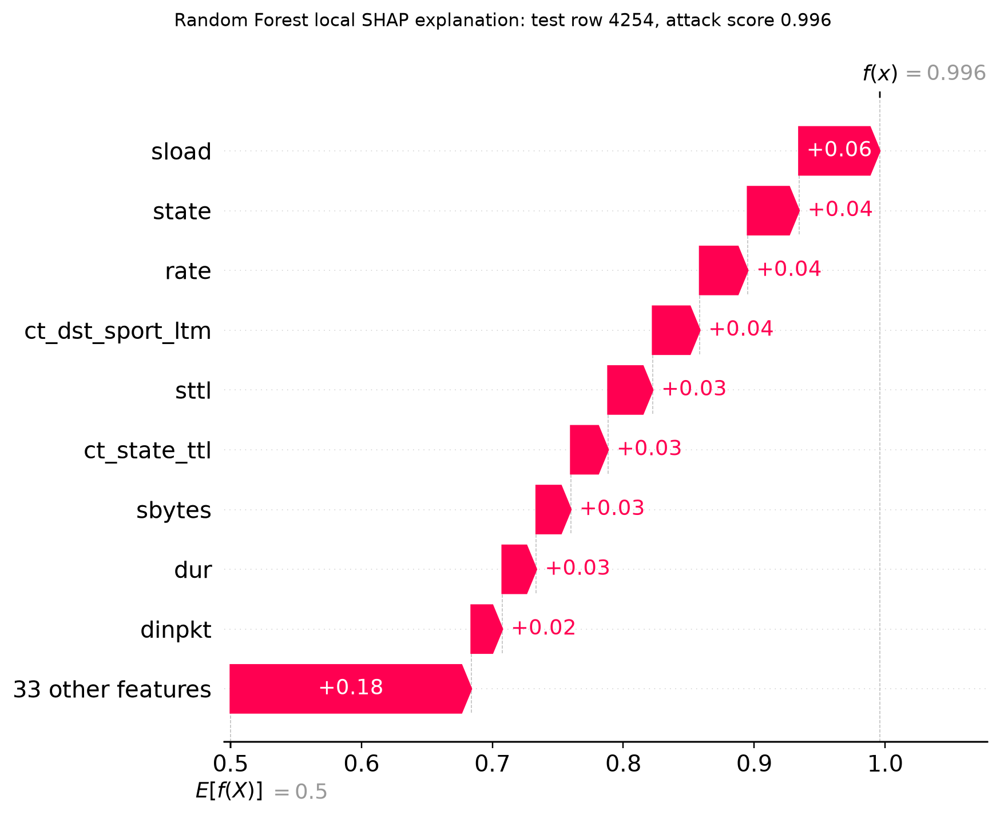 Random Forest local SHAP explanation: test row 4254, attack score 0.996
f(x) = 0.996
sload +0.06
state +0.04
rate +0.04
ct_dst_sport_ltm +0.04
sttl +0.03
ct_state_ttl +0.03
sbytes +0.03
dur +0.03
dinpkt +0.02
33 other features +0.18
0.5 0.6 0.7 0.8 0.9 1.0
E[f(X)] = 0.5